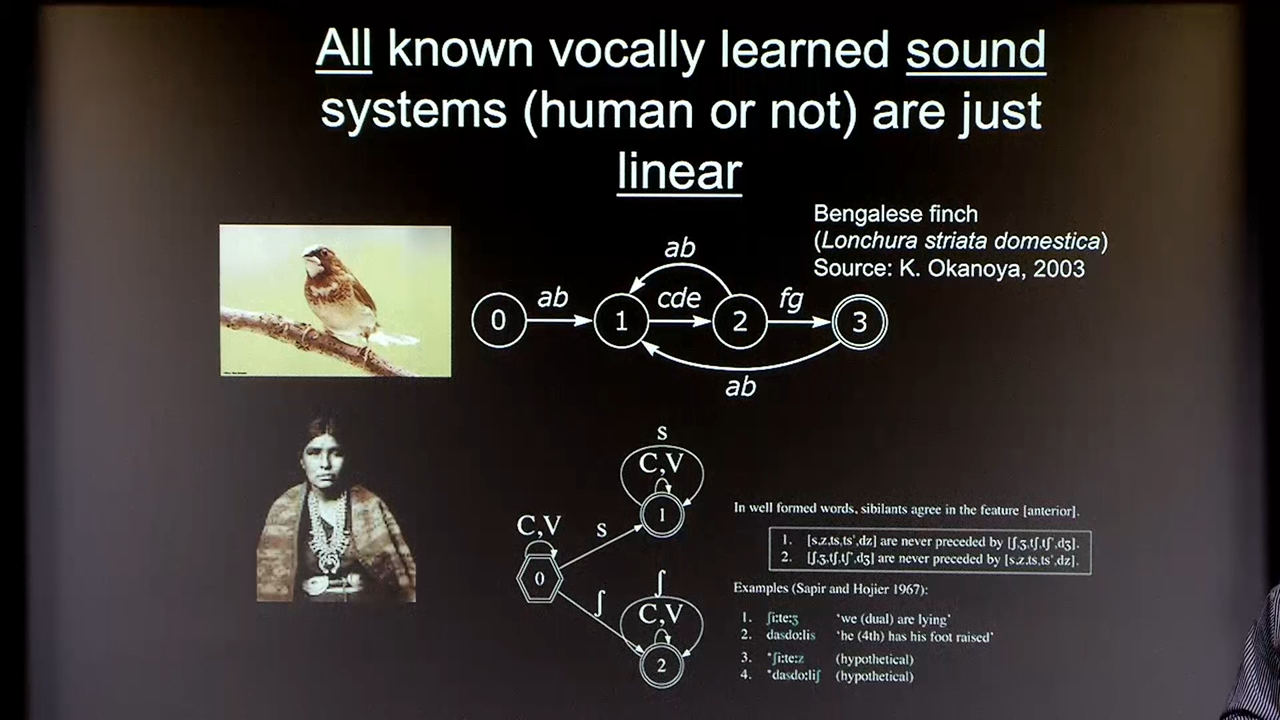 All known vocally learned sound
systems (human or not) are just
linear
Bengalese finch
(Lonchura striata domestica)
Source: K. Okanoya, 2003
ab
0
ab
1
cde
2
fg
3
ab
s
C,V
1
C,V
s
0
ʃ
ʃ
C,V
2
In well formed words, sibilants agree in the feature [anterior].
1. [s,z,ts,ts',dz] are never preceded by [ʃ,ʒ,tʃ,tʃ',dʒ].
2. [ʃ,ʒ,tʃ,tʃ',dʒ] are never preceded by [s,z,ts,ts',dz].
Examples (Sapir and Hojier 1967):
1. ʃi:te:ʒ 'we (dual) are lying'
2. dasdo:lis 'he (4th) has his foot raised'
3. *ʃi:te:z (hypothetical)
4. *dasdo:liʃ (hypothetical)